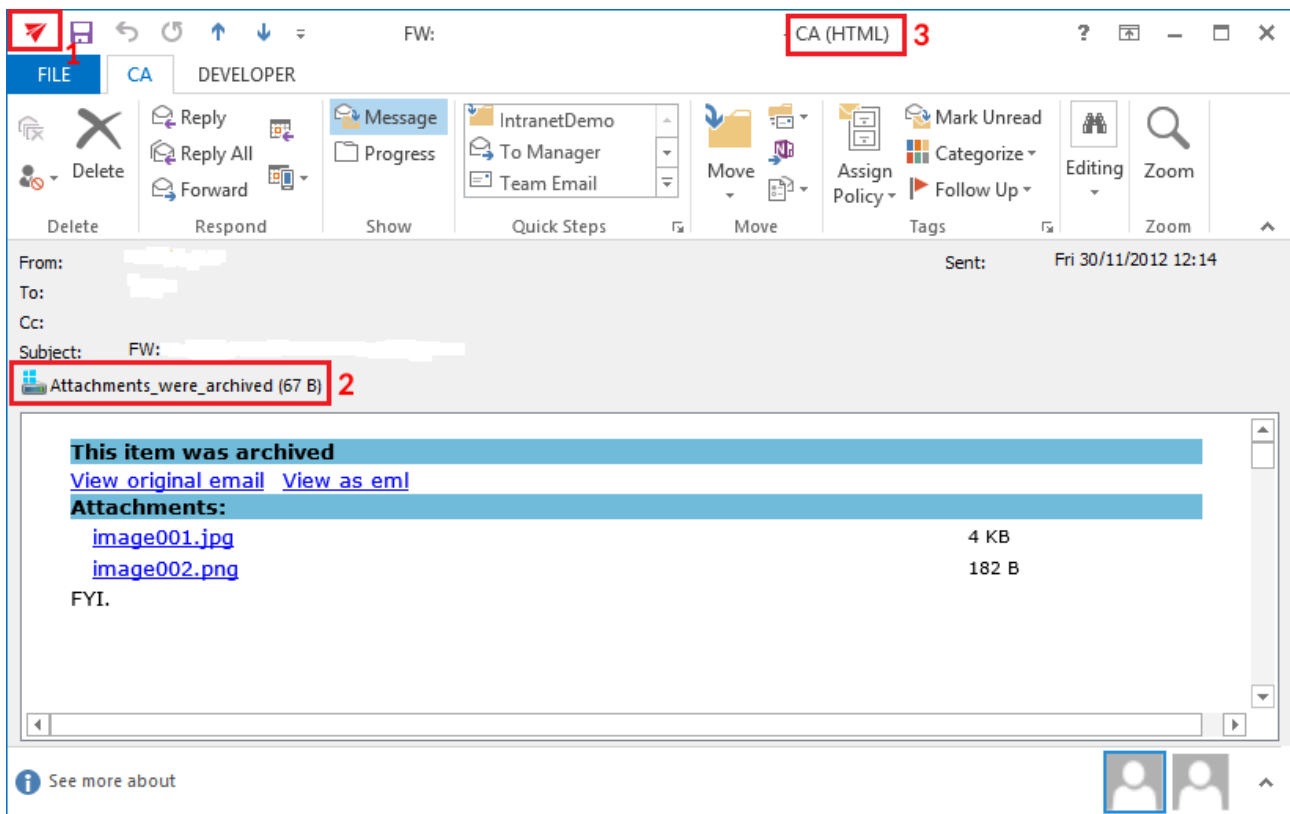 FW: - CA (HTML) 3 ?
1
FILE CA DEVELOPER
Delete
Reply
Reply All
Forward
Message
Progress
IntranetDemo
To Manager
Team Email
Move
Assign Policy
Mark Unread
Categorize
Follow Up
Editing
Zoom
Delete Respond Show Quick Steps Move Tags Zoom
From: Sent: Fri 30/11/2012 12:14
To:
Cc:
Subject: FW:
Attachments_were_archived (67 B) 2
This item was archived
View original email View as eml
Attachments:
image001.jpg 4 KB
image002.png 182 B
FYI.
See more about